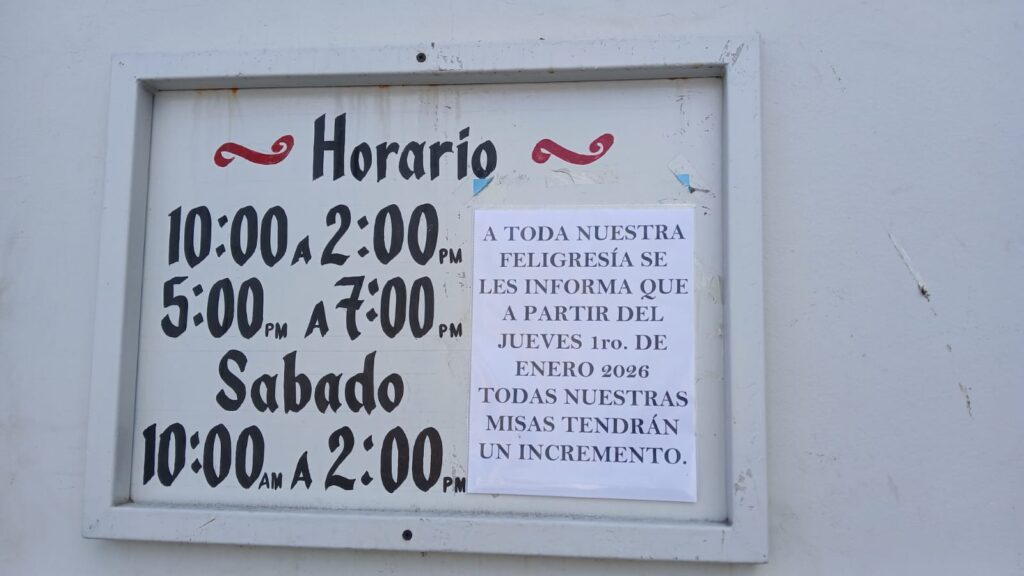 Horario
10:00 A 2:00 PM
5:00 PM A 7:00 PM
Sabado
10:00 AM A 2:00 PM
A TODA NUESTRA
FELIGRESÍA SE
LES INFORMA QUE
A PARTIR DEL
JUEVES 1ro. DE
ENERO 2026
TODAS NUESTRAS
MISAS TENDRÁN
UN INCREMENTO.